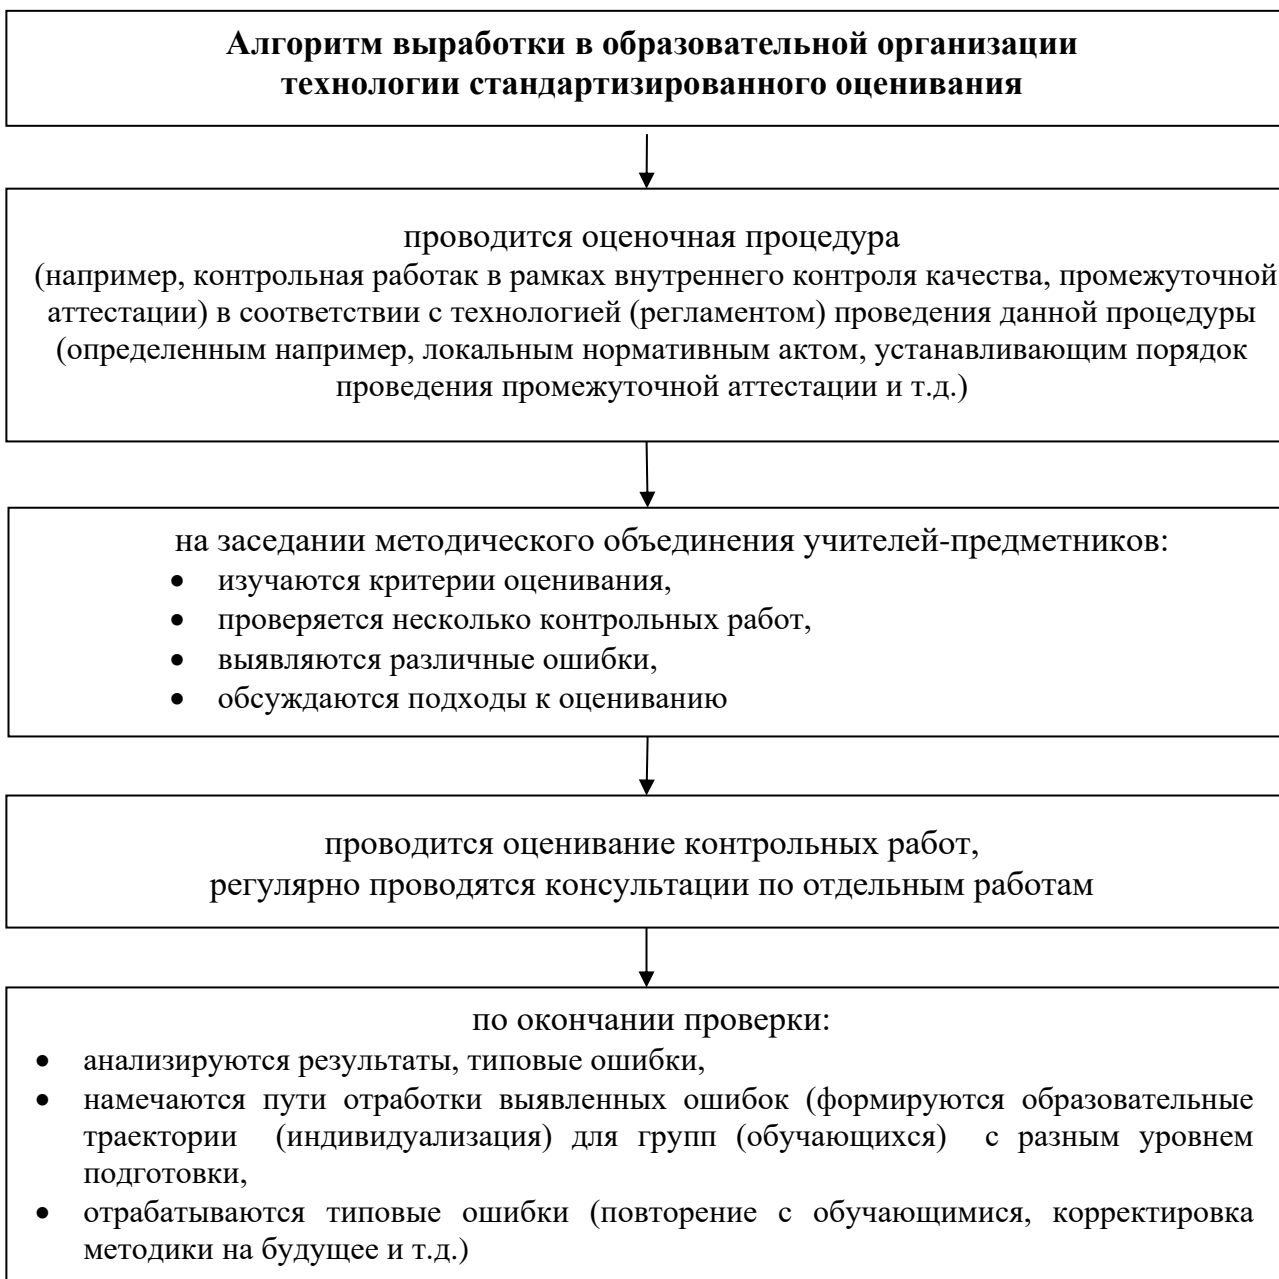 Алгоритм выработки в образовательной организации
технологии стандартизированного оценивания
проводится оценочная процедура
(например, контрольная работак в рамках внутреннего контроля качества, промежуточной
аттестации) в соответствии с технологией (регламентом) проведения данной процедуры
(определенным например, локальным нормативным актом, устанавливающим порядок
проведения промежуточной аттестации и т.д.)
на заседании методического объединения учителей-предметников:
• изучаются критерии оценивания,
• проверяется несколько контрольных работ,
• выявляются различные ошибки,
• обсуждаются подходы к оцениванию
проводится оценивание контрольных работ,
регулярно проводятся консультации по отдельным работам
по окончании проверки:
• анализируются результаты, типовые ошибки,
• намечаются пути отработки выявленных ошибок (формируются образовательные
траектории (индивидуализация) для групп (обучающихся) с разным уровнем
подготовки,
• отрабатываются типовые ошибки (повторение с обучающимися, корректировка
методики на будущее и т.д.)